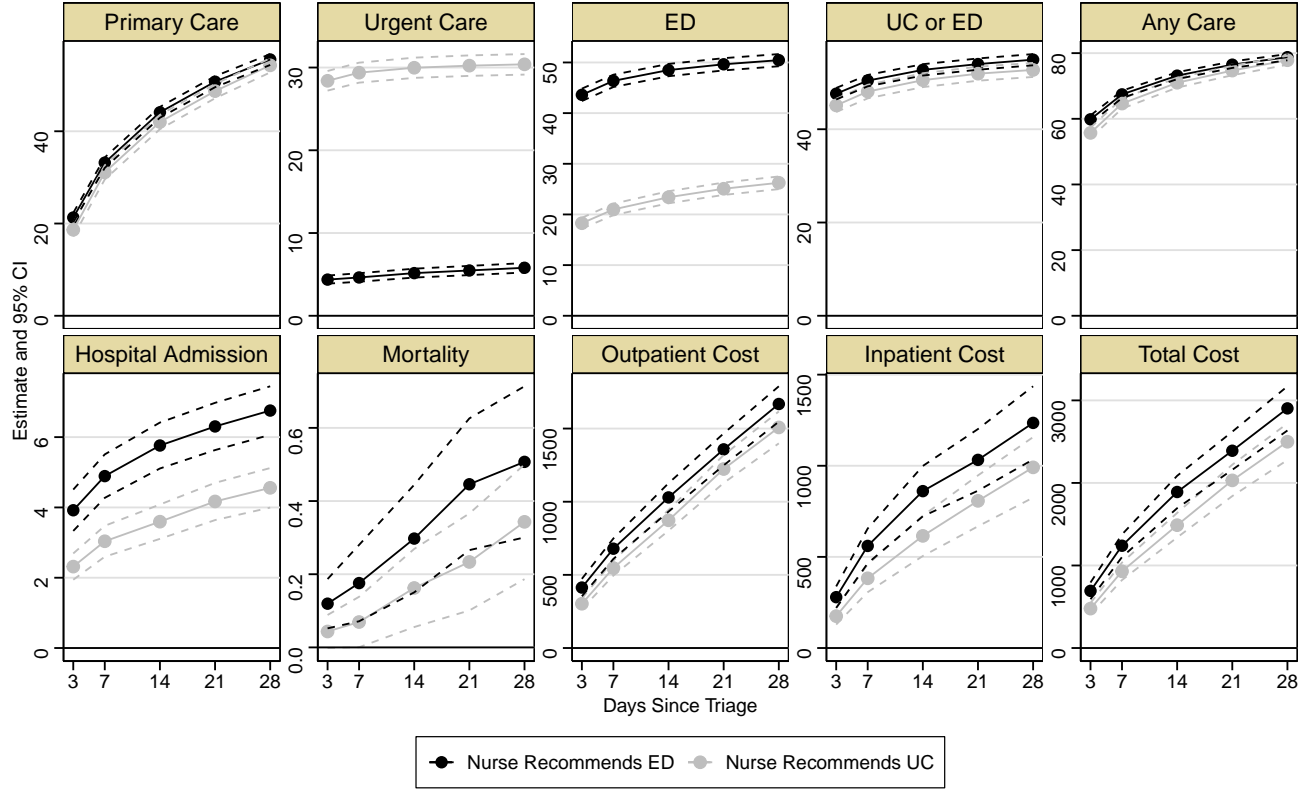 Primary Care
Urgent Care
ED
UC or ED
Any Care
0 20 40
0 10 20 30
0 10 20 30 40 50
0 20 40
0 20 40 60 80
Estimate and 95% CI
Hospital Admission
Mortality
Outpatient Cost
Inpatient Cost
Total Cost
0 2 4 6
0.0 0.2 0.4 0.6
0 500 1000 1500
0 500 1000 1500
0 1000 2000 3000
3 7 14 21 28
3 7 14 21 28
3 7 14 21 28
3 7 14 21 28
3 7 14 21 28
Days Since Triage
Nurse Recommends ED
Nurse Recommends UC